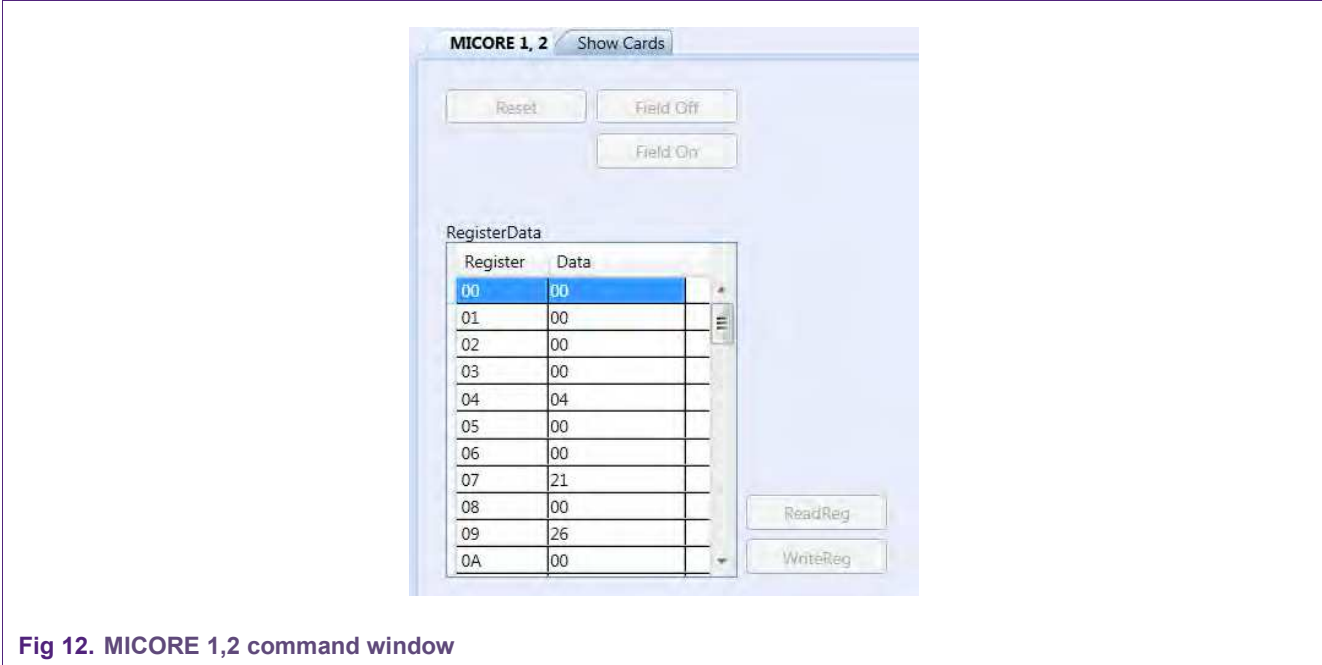 MICORE 1, 2 Show Cards
Reset Field Off
Field On
RegisterData
Register Data
00 00
01 00
02 00
03 00
04 04
05 00
06 00
07 21
08 00
09 26
0A 00
ReadReg
WriteReg
Fig 12. MICORE 1,2 command window